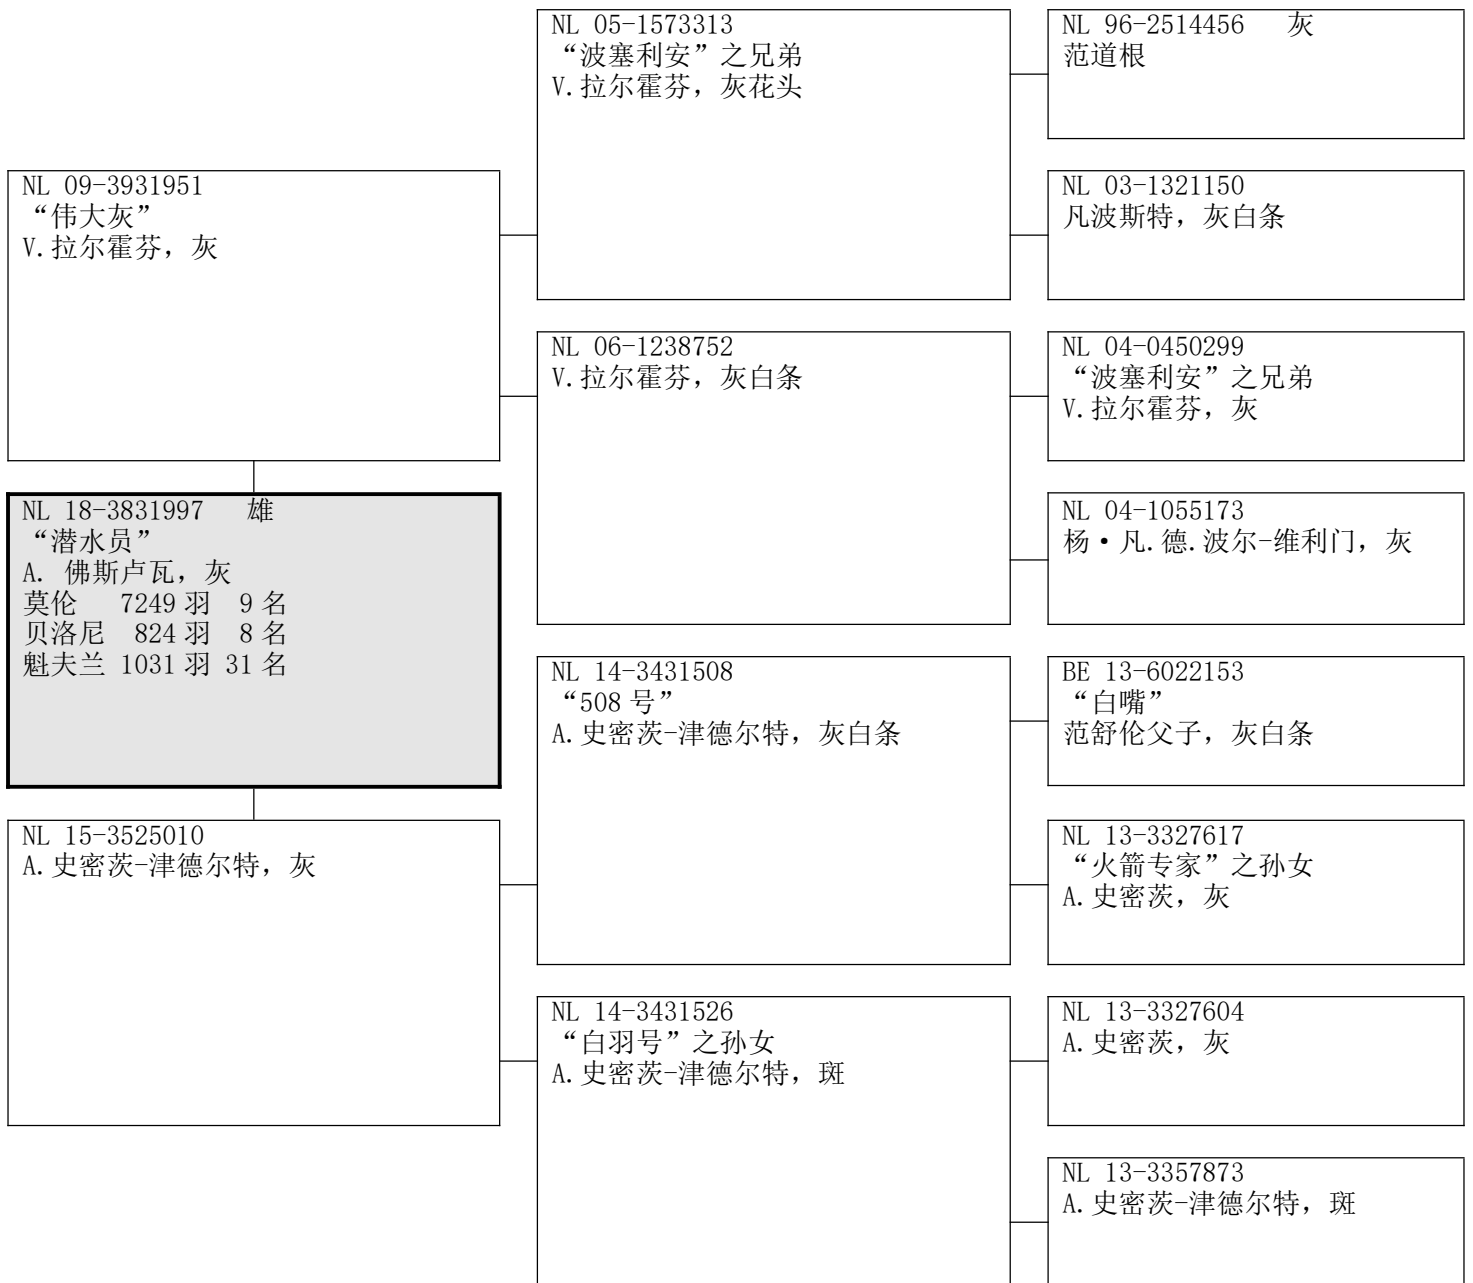 NL 05-1573313
“波塞利安”之兄弟
V.拉尔霍芬，灰花头
NL 96-2514456 灰
范道根
NL 09-3931951
“伟大灰”
V.拉尔霍芬，灰
NL 03-1321150
凡波斯特，灰白条
NL 06-1238752
V.拉尔霍芬，灰白条
NL 04-0450299
“波塞利安”之兄弟
V.拉尔霍芬，灰
NL 18-3831997 雄
“潜水员”
A. 佛斯卢瓦，灰
莫伦 7249 羽 9 名
贝洛尼 824 羽 8 名
魁夫兰 1031 羽 31 名
NL 04-1055173
杨·凡.德.波尔-维利门，灰
NL 14-3431508
“508 号”
A.史密茨-津德尔特，灰白条
BE 13-6022153
“白嘴”
范舒伦父子，灰白条
NL 15-3525010
A.史密茨-津德尔特，灰
NL 13-3327617
“火箭专家”之孙女
A.史密茨，灰
NL 14-3431526
“白羽号”之孙女
A.史密茨-津德尔特，斑
NL 13-3327604
A.史密茨，灰
NL 13-3357873
A.史密茨-津德尔特，斑